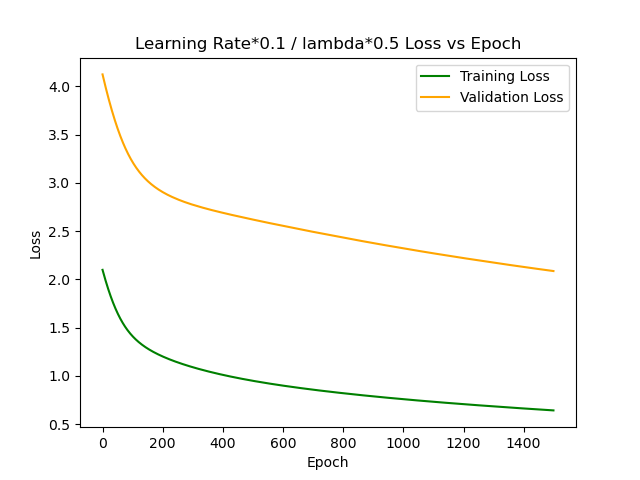 Learning Rate*0.1 / lambda*0.5 Loss vs Epoch
Training Loss
Validation Loss
4.0
3.5
3.0
2.5
2.0
1.5
1.0
0.5
Loss
0 200 400 600 800 1000 1200 1400
Epoch